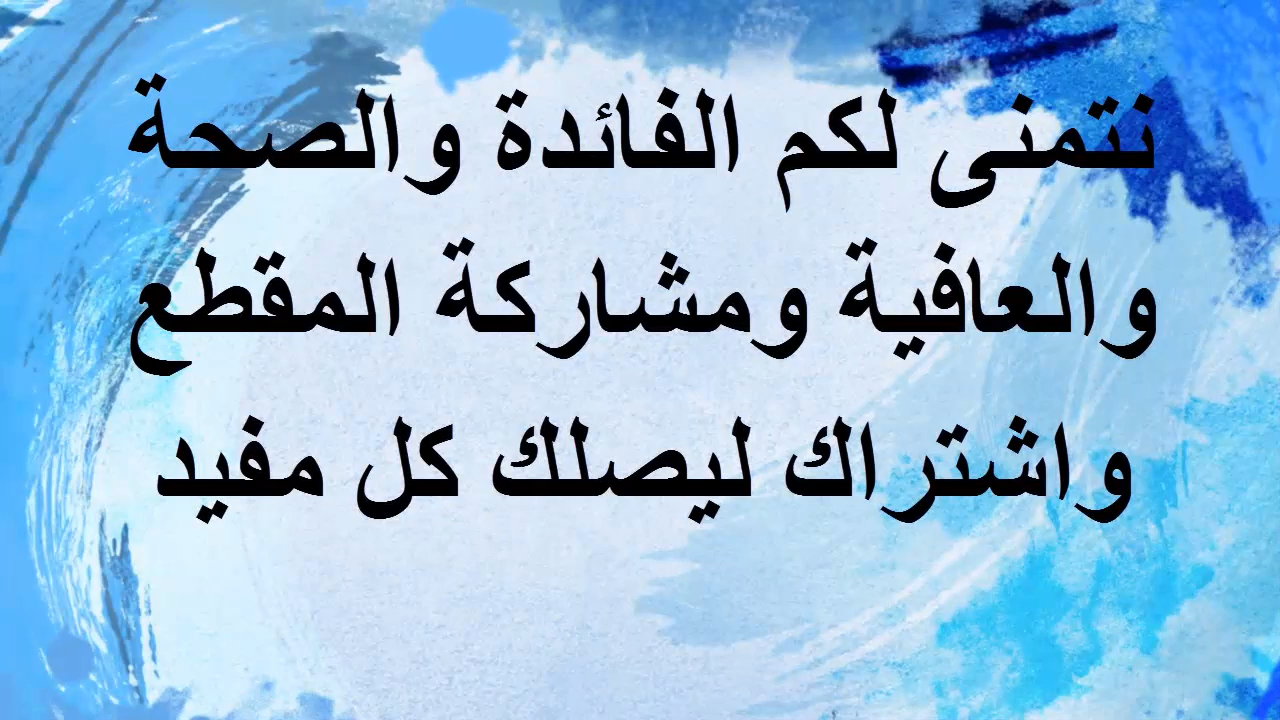 نتمنى لكم الفائدة والصحة
والعافية ومشاركة المقطع
واشتراك ليصلك كل مفيد